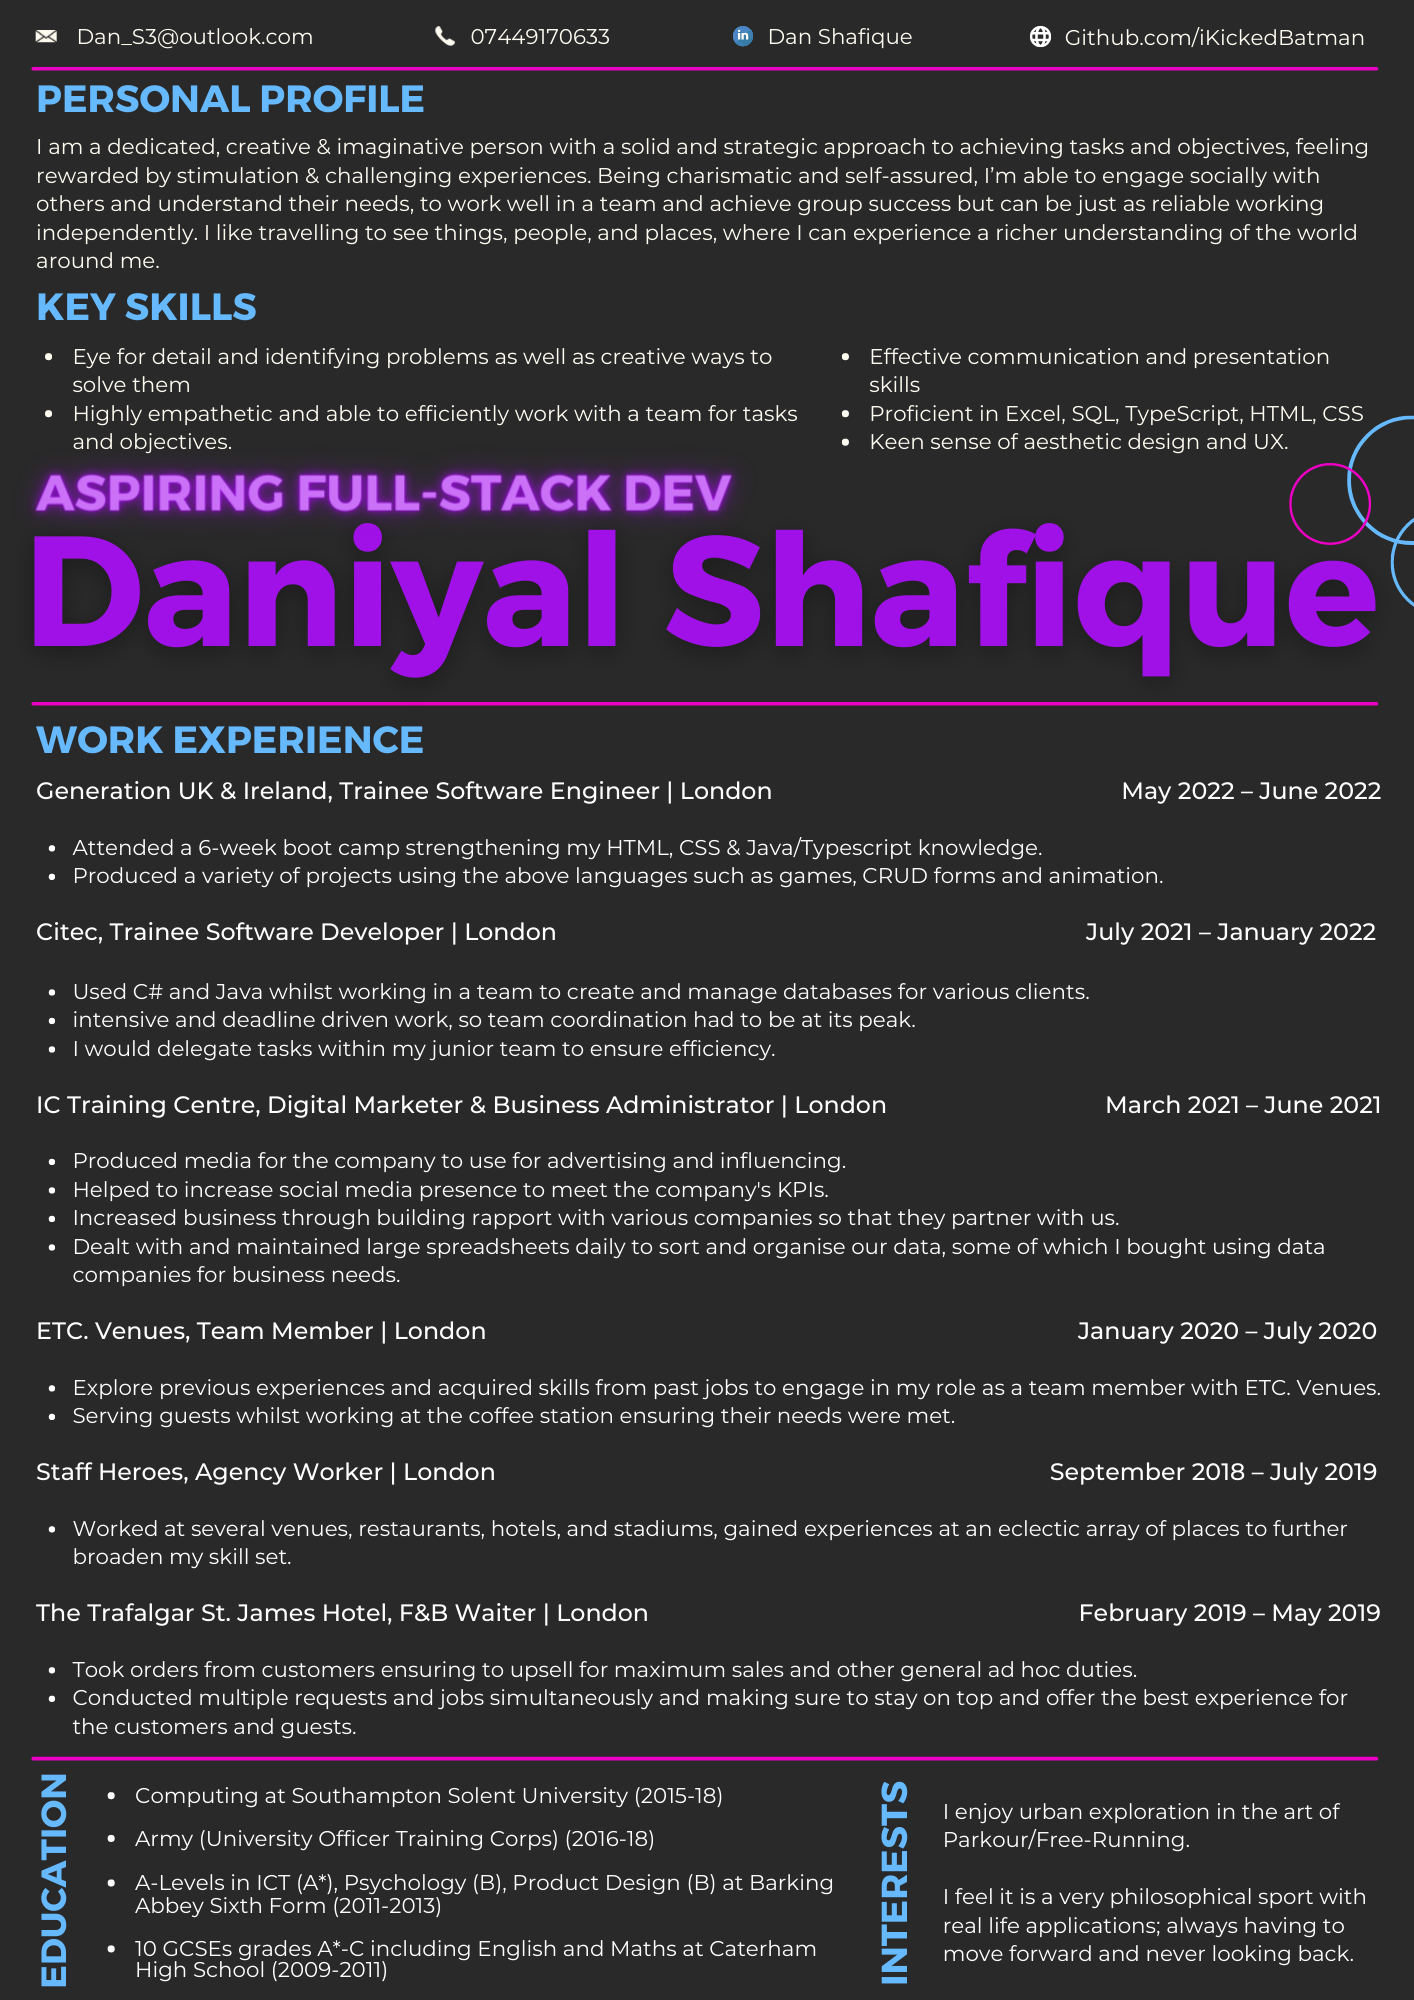 Dan_S3@outlook.com 07449170633 Dan Shafique Github.com/iKickedBatman
PERSONAL PROFILE
I am a dedicated, creative & imaginative person with a solid and strategic approach to achieving tasks and objectives, feeling
rewarded by stimulation & challenging experiences. Being charismatic and self-assured, I'm able to engage socially with
others and understand their needs, to work well in a team and achieve group success but can be just as reliable working
independently. I like travelling to see things, people, and places, where I can experience a richer understanding of the world
around me.
KEY SKILLS
• Eye for detail and identifying problems as well as creative ways to
solve them
• Highly empathetic and able to efficiently work with a team for tasks
and objectives.
• Effective communication and presentation
skills
• Proficient in Excel, SQL, TypeScript, HTML, CSS
• Keen sense of aesthetic design and UX.
ASPIRING FULL-STACK DEV
Daniyal Shafique
WORK EXPERIENCE
Generation UK & Ireland, Trainee Software Engineer | London May 2022 – June 2022
• Attended a 6-week boot camp strengthening my HTML, CSS & Java/Typescript knowledge.
• Produced a variety of projects using the above languages such as games, CRUD forms and animation.
Citec, Trainee Software Developer | London July 2021 – January 2022
• Used C# and Java whilst working in a team to create and manage databases for various clients.
• intensive and deadline driven work, so team coordination had to be at its peak.
• I would delegate tasks within my junior team to ensure efficiency.
IC Training Centre, Digital Marketer & Business Administrator | London March 2021 – June 2021
• Produced media for the company to use for advertising and influencing.
• Helped to increase social media presence to meet the company's KPIs.
• Increased business through building rapport with various companies so that they partner with us.
• Dealt with and maintained large spreadsheets daily to sort and organise our data, some of which I bought using data
companies for business needs.
ETC. Venues, Team Member | London January 2020 – July 2020
• Explore previous experiences and acquired skills from past jobs to engage in my role as a team member with ETC. Venues.
• Serving guests whilst working at the coffee station ensuring their needs were met.
Staff Heroes, Agency Worker | London September 2018 – July 2019
• Worked at several venues, restaurants, hotels, and stadiums, gained experiences at an eclectic array of places to further
broaden my skill set.
The Trafalgar St. James Hotel, F&B Waiter | London February 2019 – May 2019
• Took orders from customers ensuring to upsell for maximum sales and other general ad hoc duties.
• Conducted multiple requests and jobs simultaneously and making sure to stay on top and offer the best experience for
the customers and guests.
EDUCATION
• Computing at Southampton Solent University (2015-18)
• Army (University Officer Training Corps) (2016-18)
• A-Levels in ICT (A*), Psychology (B), Product Design (B) at Barking
Abbey Sixth Form (2011-2013)
• 10 GCSEs grades A*-C including English and Maths at Caterham
High School (2009-2011)
INTERESTS
I enjoy urban exploration in the art of
Parkour/Free-Running.
I feel it is a very philosophical sport with
real life applications; always having to
move forward and never looking back.